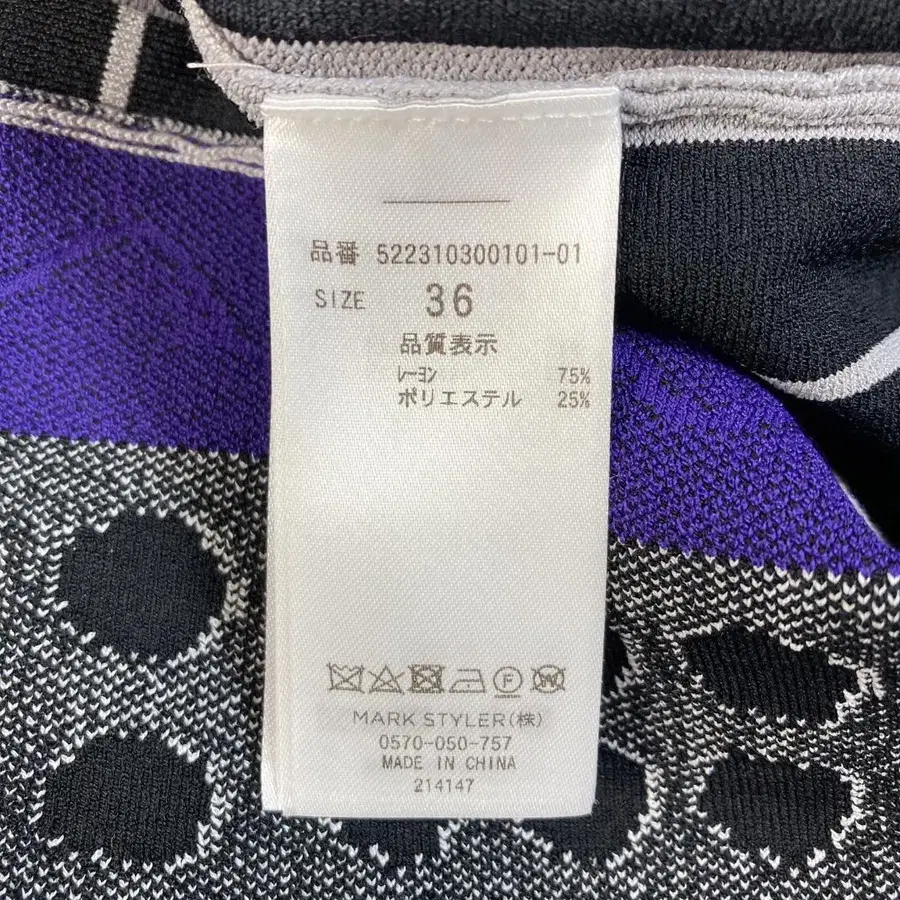 品番 522310300101-01
SIZE 36
品質表示
レーヨン 75%
ポリエステル 25%
F W
MARK STYLER(株)
0570-050-757
MADE IN CHINA
214147